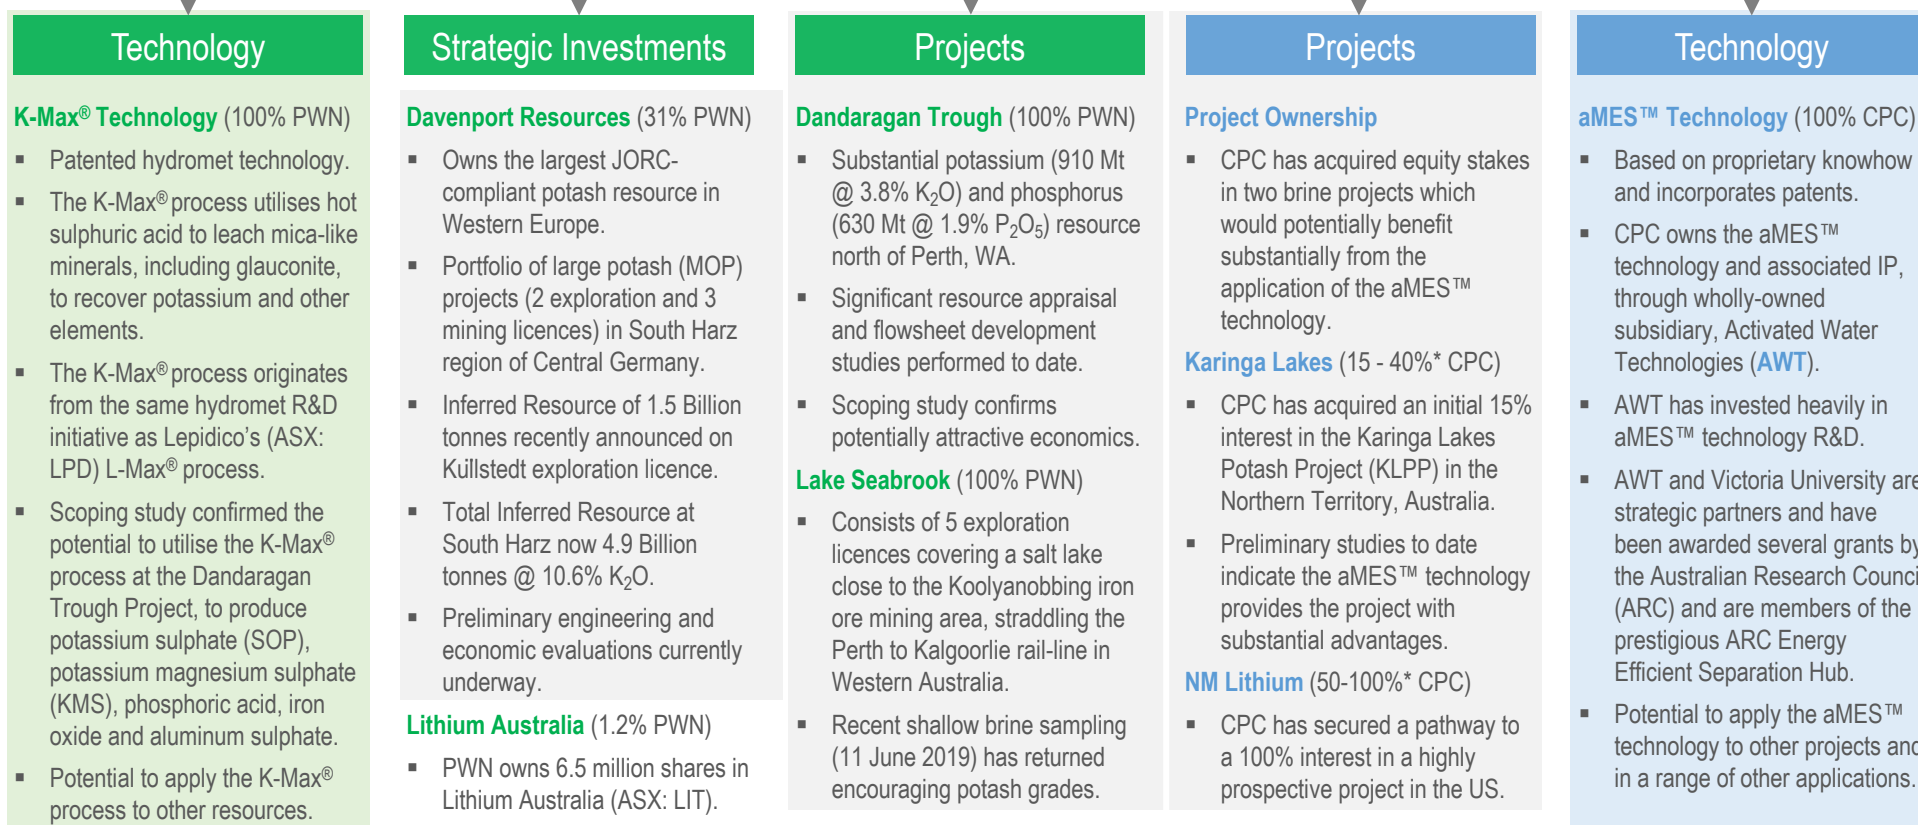 Technology
K-Max® Technology (100% PWN)
▪ Patented hydromet technology.
▪ The K-Max® process utilises hot
sulphuric acid to leach mica-like
minerals, including glauconite,
to recover potassium and other
elements.
▪ The K-Max® process originates
from the same hydromet R&D
initiative as Lepidico's (ASX:
LPD) L-Max® process.
▪ Scoping study confirmed the
potential to utilise the K-Max®
process at the Dandaragan
Trough Project, to produce
potassium sulphate (SOP),
potassium magnesium sulphate
(KMS), phosphoric acid, iron
oxide and aluminum sulphate.
▪ Potential to apply the K-Max®
process to other resources.
Strategic Investments
Davenport Resources (31% PWN)
▪ Owns the largest JORC-
compliant potash resource in
Western Europe.
▪ Portfolio of large potash (MOP)
projects (2 exploration and 3
mining licences) in South Harz
region of Central Germany.
▪ Inferred Resource of 1.5 Billion
tonnes recently announced on
Küllstedt exploration licence.
▪ Total Inferred Resource at
South Harz now 4.9 Billion
tonnes @ 10.6% K₂O.
▪ Preliminary engineering and
economic evaluations currently
underway.
Lithium Australia (1.2% PWN)
▪ PWN owns 6.5 million shares in
Lithium Australia (ASX: LIT).
Projects
Dandaragan Trough (100% PWN)
▪ Substantial potassium (910 Mt
@ 3.8% K₂O) and phosphorus
(630 Mt @ 1.9% P₂O₅) resource
north of Perth, WA.
▪ Significant resource appraisal
and flowsheet development
studies performed to date.
▪ Scoping study confirms
potentially attractive economics.
Lake Seabrook (100% PWN)
▪ Consists of 5 exploration
licences covering a salt lake
close to the Koolyanobbing iron
ore mining area, straddling the
Perth to Kalgoorlie rail-line in
Western Australia.
▪ Recent shallow brine sampling
(11 June 2019) has returned
encouraging potash grades.
Projects
Project Ownership
▪ CPC has acquired equity stakes
in two brine projects which
would potentially benefit
substantially from the
application of the aMES™
technology.
Karinga Lakes (15 - 40%* CPC)
▪ CPC has acquired an initial 15%
interest in the Karinga Lakes
Potash Project (KLPP) in the
Northern Territory, Australia.
▪ Preliminary studies to date
indicate the aMES™ technology
provides the project with
substantial advantages.
NM Lithium (50-100%* CPC)
▪ CPC has secured a pathway to
a 100% interest in a highly
prospective project in the US.
Technology
aMES™ Technology (100% CPC)
▪ Based on proprietary knowhow
and incorporates patents.
▪ CPC owns the aMES™
technology and associated IP,
through wholly-owned
subsidiary, Activated Water
Technologies (AWT).
▪ AWT has invested heavily in
aMES™ technology R&D.
▪ AWT and Victoria University are
strategic partners and have
been awarded several grants by
the Australian Research Counci
(ARC) and are members of the
prestigious ARC Energy
Efficient Separation Hub.
▪ Potential to apply the aMES™
technology to other projects and
in a range of other applications.